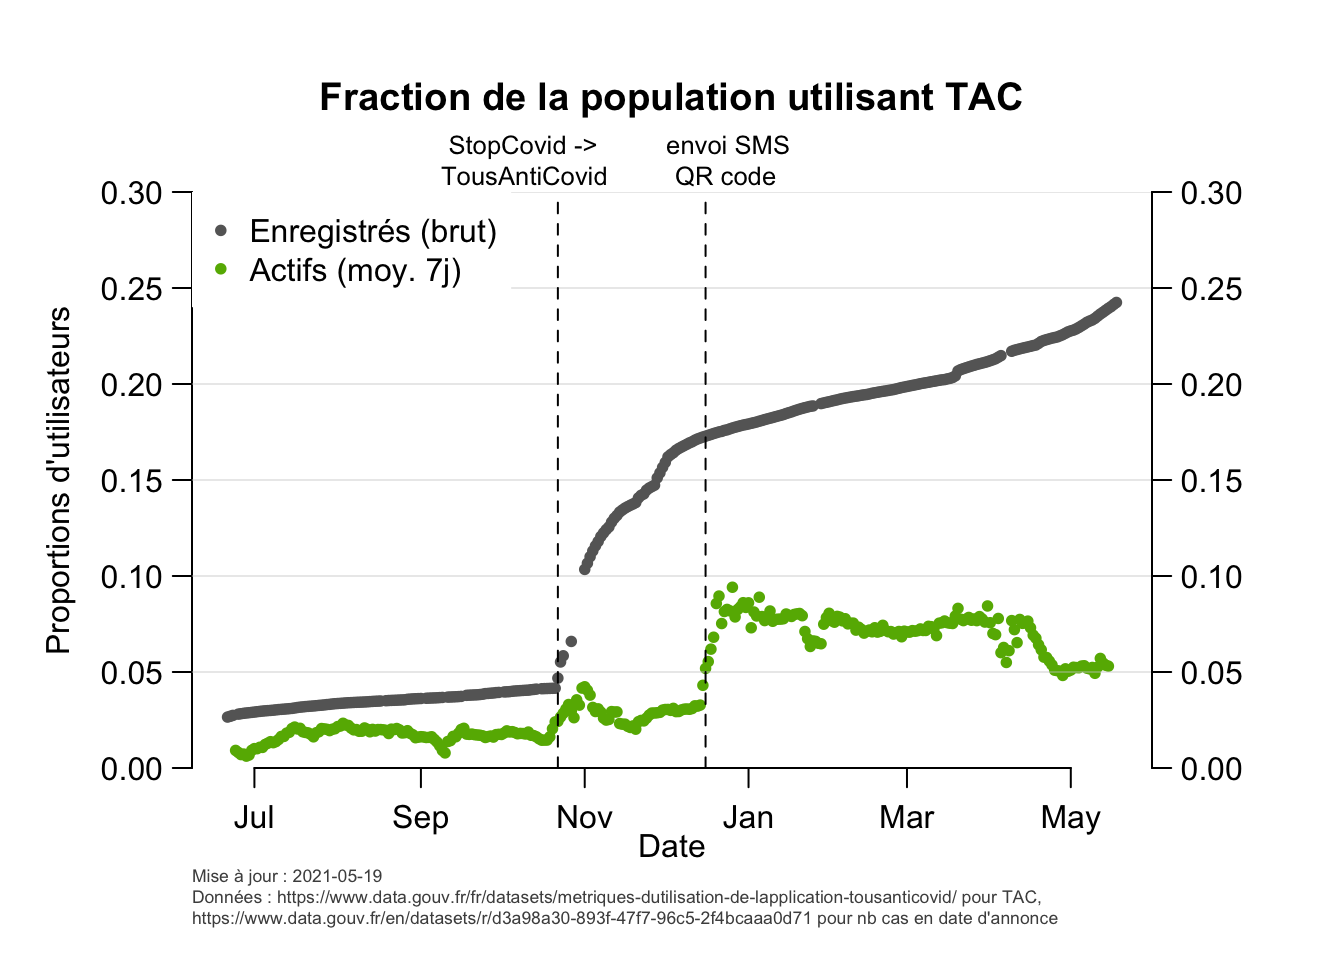 Fraction de la population utilisant TAC
StopCovid ->
TousAntiCovid
envoi SMS
QR code
Enregistrés (brut)
Actifs (moy. 7j)
Proportions d'utilisateurs
0.30
0.25
0.20
0.15
0.10
0.05
0.00
0.30
0.25
0.20
0.15
0.10
0.05
0.00
Jul Sep Nov Jan Mar May
Date
Mise à jour : 2021-05-19
Données : https://www.data.gouv.fr/fr/datasets/metriques-dutilisation-de-lapplication-tousanticovid/ pour TAC,
https://www.data.gouv.fr/en/datasets/r/d3a98a30-893f-47f7-96c5-2f4bcaaa0d71 pour nb cas en date d'annonce